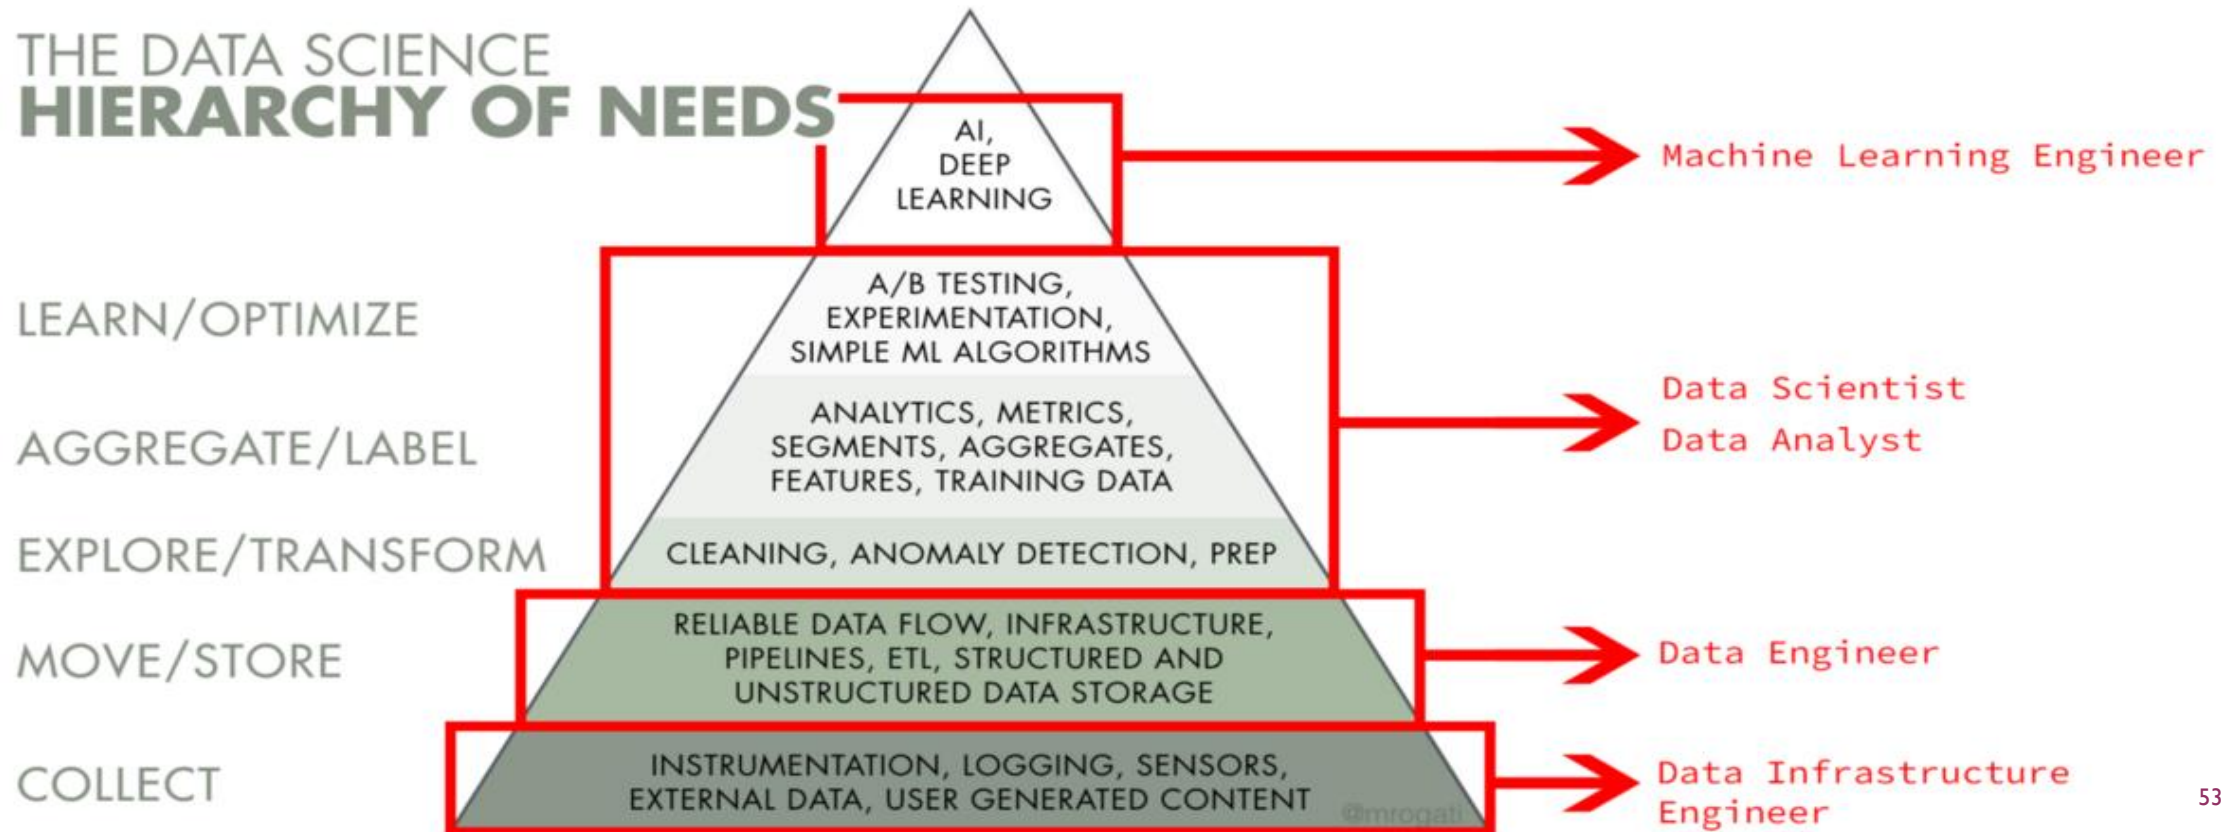 THE DATA SCIENCE
HIERARCHY OF NEEDS
AI,
DEEP
LEARNING
Machine Learning Engineer
LEARN/OPTIMIZE
A/B TESTING,
EXPERIMENTATION,
SIMPLE ML ALGORITHMS
AGGREGATE/LABEL
ANALYTICS, METRICS,
SEGMENTS, AGGREGATES,
FEATURES, TRAINING DATA
Data Scientist
Data Analyst
EXPLORE/TRANSFORM
CLEANING, ANOMALY DETECTION, PREP
MOVE/STORE
RELIABLE DATA FLOW, INFRASTRUCTURE,
PIPELINES, ETL, STRUCTURED AND
UNSTRUCTURED DATA STORAGE
Data Engineer
COLLECT
INSTRUMENTATION, LOGGING, SENSORS,
EXTERNAL DATA, USER GENERATED CONTENT
@mrogati
Data Infrastructure
Engineer
53